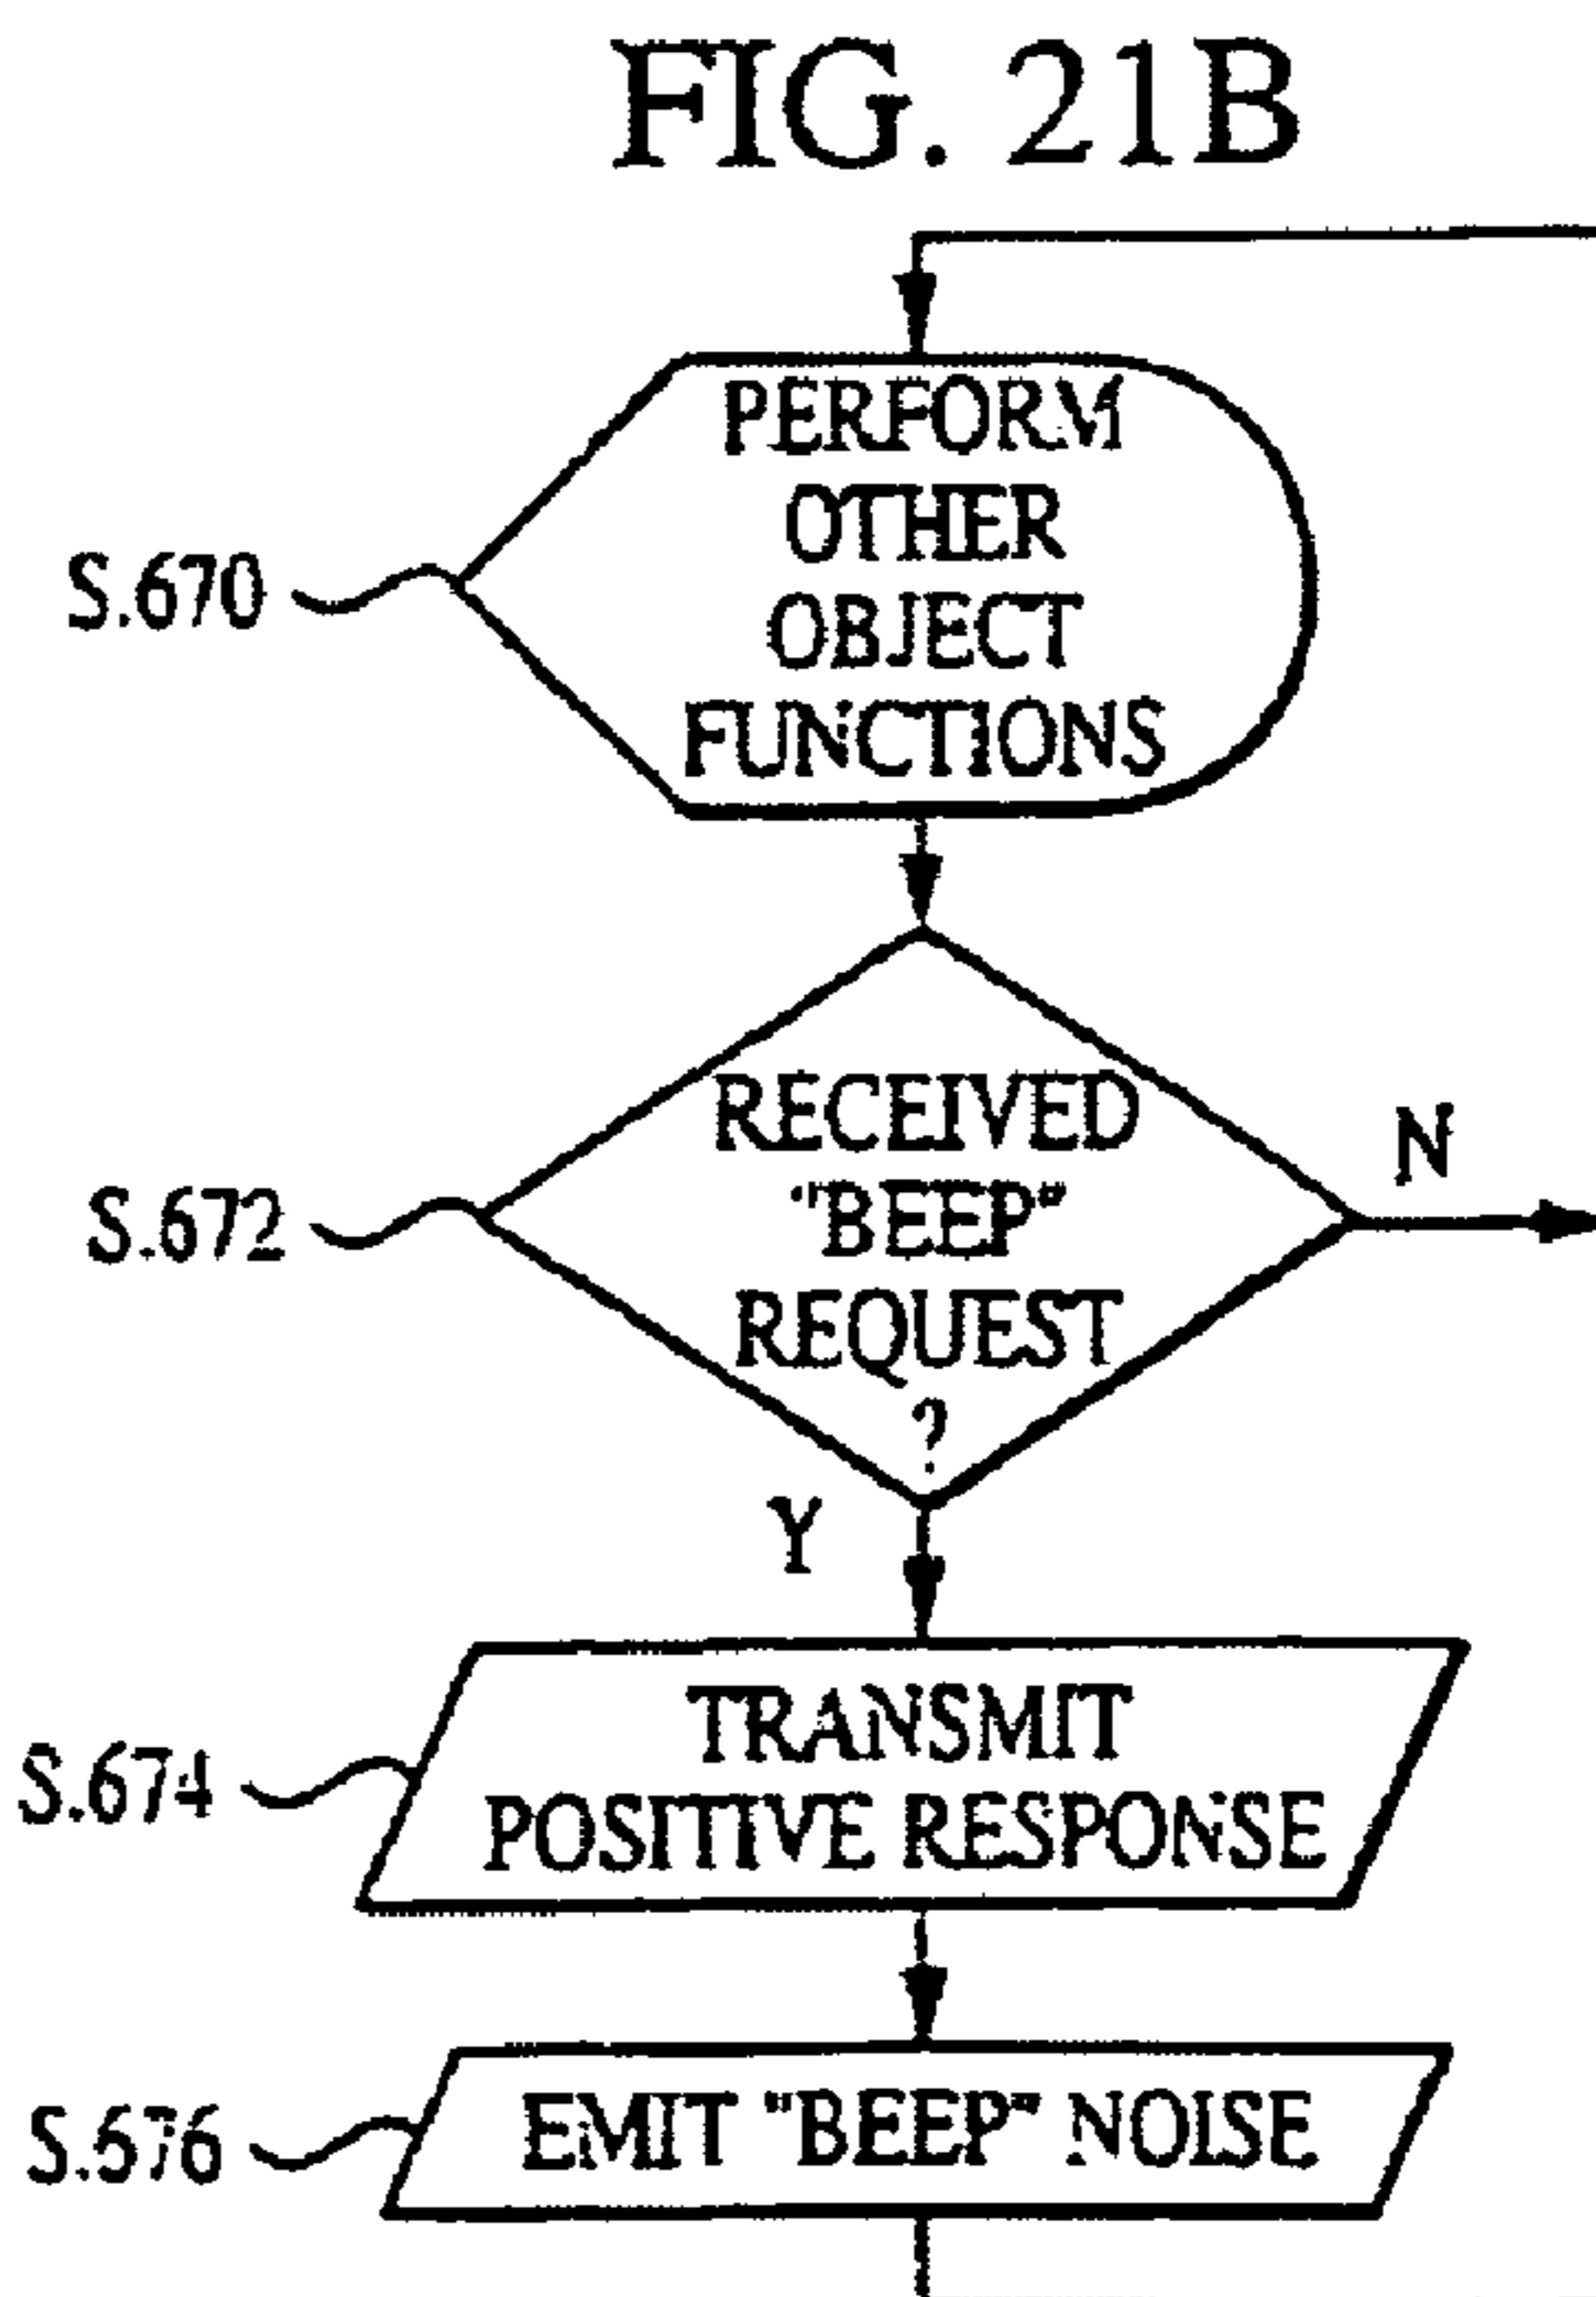 FIG. 21B
PERFORM
OTHER
OBJECT
FUNCTIONS
S.670
RECEIVED
"BEEP"
REQUEST
?
S.672
N
Y
TRANSMIT
POSITIVE RESPONSE
S.674
EMIT "BEEP" NOISE
S.676